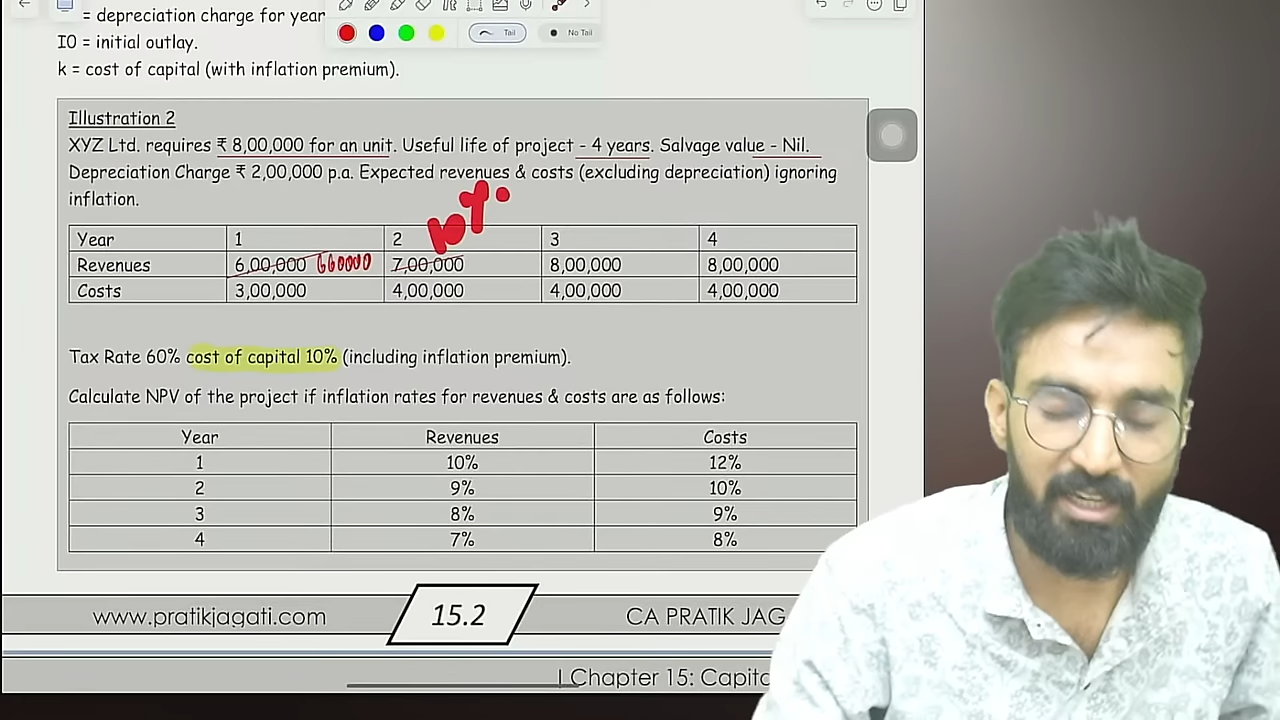 = depreciation charge for year
I0 = initial outlay.
k = cost of capital (with inflation premium).
Tail
No Tail
Illustration 2
XYZ Ltd. requires ₹ 8,00,000 for an unit. Useful life of project - 4 years. Salvage value - Nil.
Depreciation Charge ₹ 2,00,000 p.a. Expected revenues & costs (excluding depreciation) ignoring
inflation.
10%
Year 1 2 3 4
Revenues 6,00,000 660000 7,00,000 8,00,000 8,00,000
Costs 3,00,000 4,00,000 4,00,000 4,00,000
Tax Rate 60% cost of capital 10% (including inflation premium).
Calculate NPV of the project if inflation rates for revenues & costs are as follows:
Year Revenues Costs
1 10% 12%
2 9% 10%
3 8% 9%
4 7% 8%
www.pratikjagati.com 15.2 CA PRATIK JAG
| Chapter 15: Capita